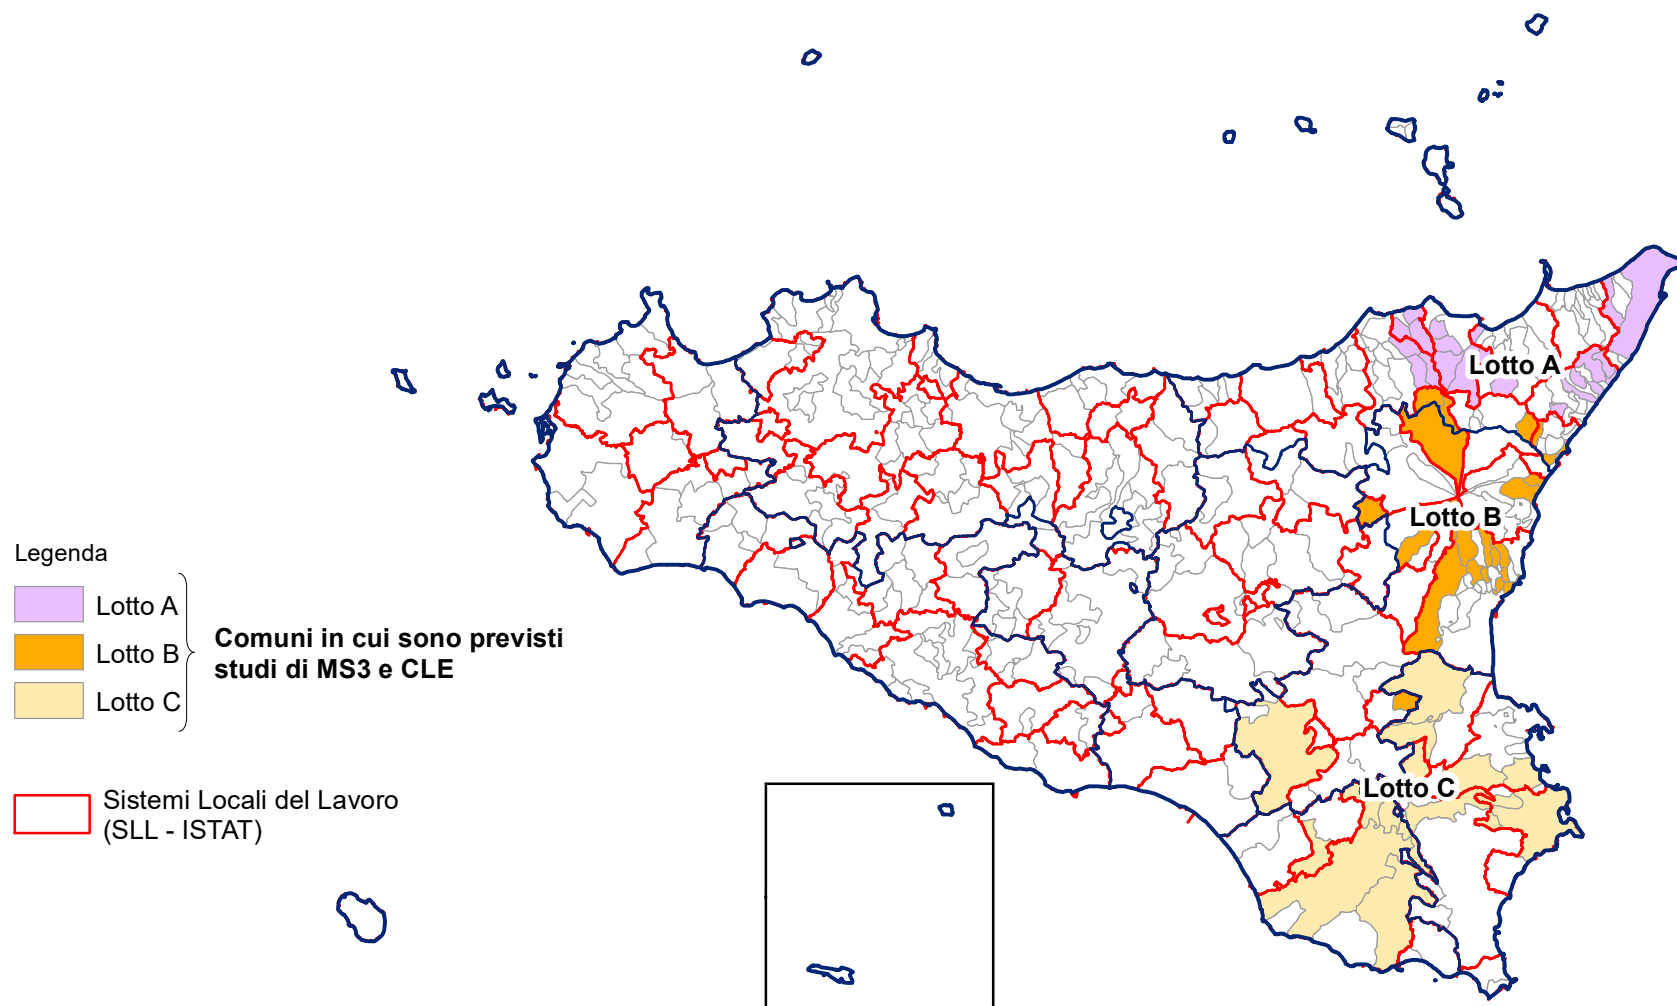 Lotto A
Lotto B
Lotto C
Legenda
Lotto A
Lotto B
Lotto C
Comuni in cui sono previsti
studi di MS3 e CLE
Sistemi Locali del Lavoro
(SLL - ISTAT)